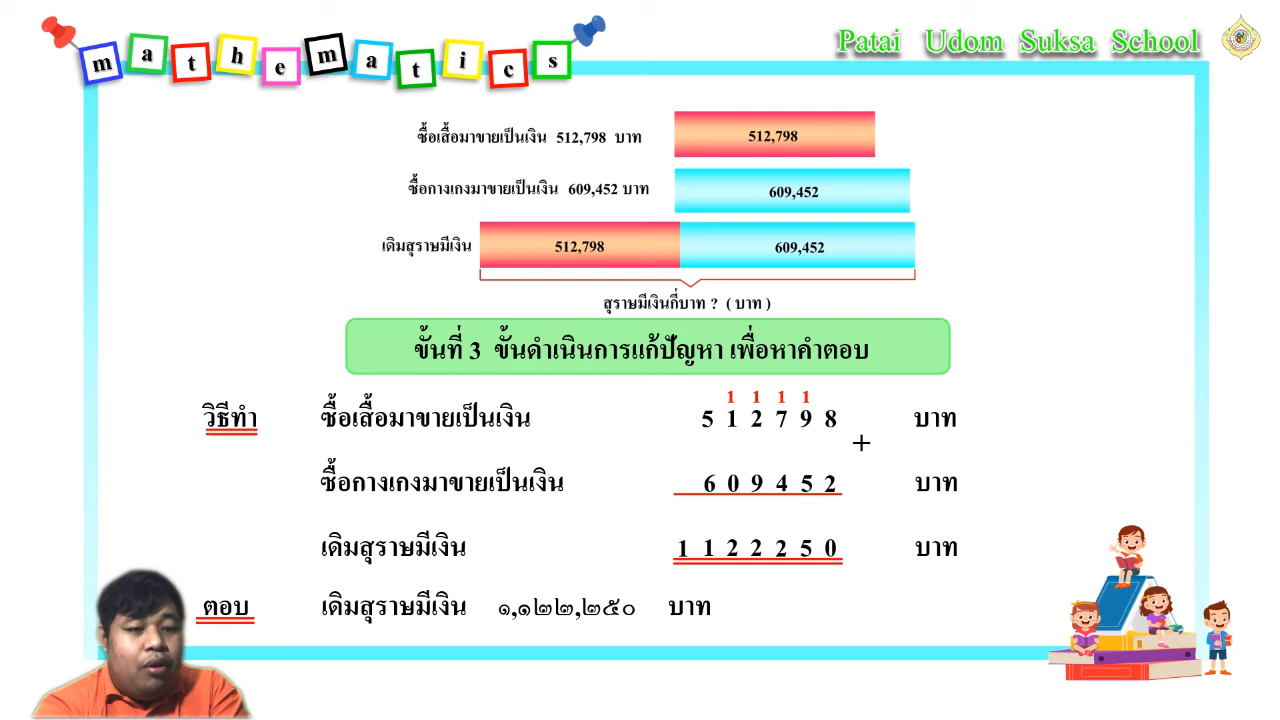 mathematics
Patai Udom Suksa School
ซื้อเสื้อมาขายเป็นเงิน 512,798 บาท 512,798
ซื้อกางเกงมาขายเป็นเงิน 609,452 บาท 609,452
เดิมสุราษมีเงิน 512,798 609,452
สุราษมีเงินกี่บาท ? ( บาท )
ขั้นที่ 3 ขั้นดำเนินการแก้ปัญหา เพื่อหาคำตอบ
1 1 1 1
วิธีทำ ซื้อเสื้อมาขายเป็นเงิน 5 1 2 7 9 8 บาท
+
ซื้อกางเกงมาขายเป็นเงิน 6 0 9 4 5 2 บาท
เดิมสุราษมีเงิน 1 1 2 2 2 5 0 บาท
ตอบ เดิมสุราษมีเงิน ๑,๑๒๒,๒๕๐ บาท